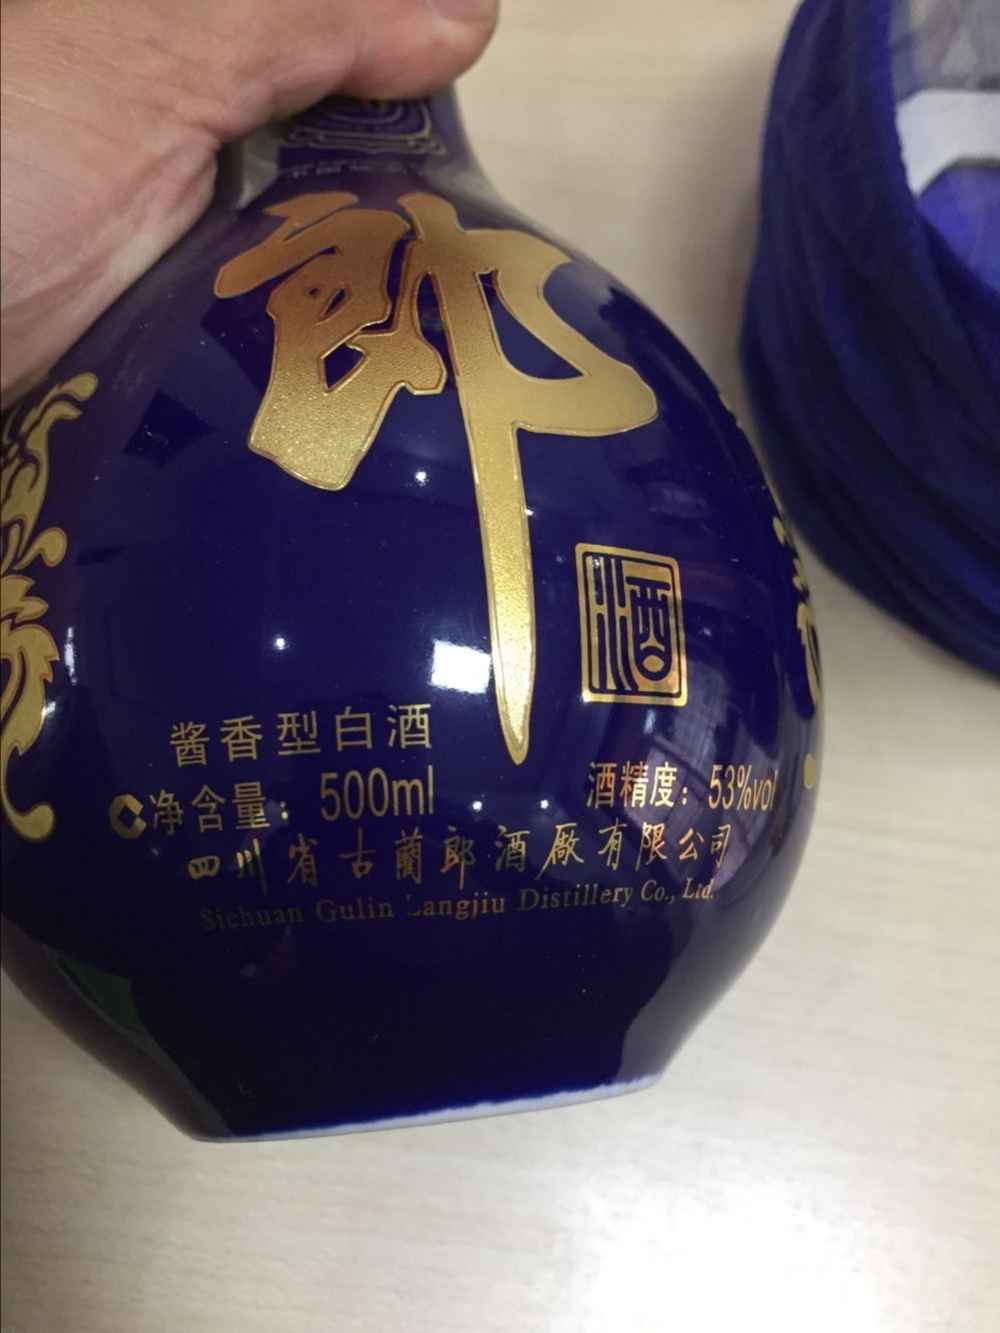 郎
酒
酱香型白酒
净含量：500ml 酒精度：53%vol
四川省古蔺郎酒厰有限公司
Sichuan Gulin Langjiu Distillery Co., Ltd.